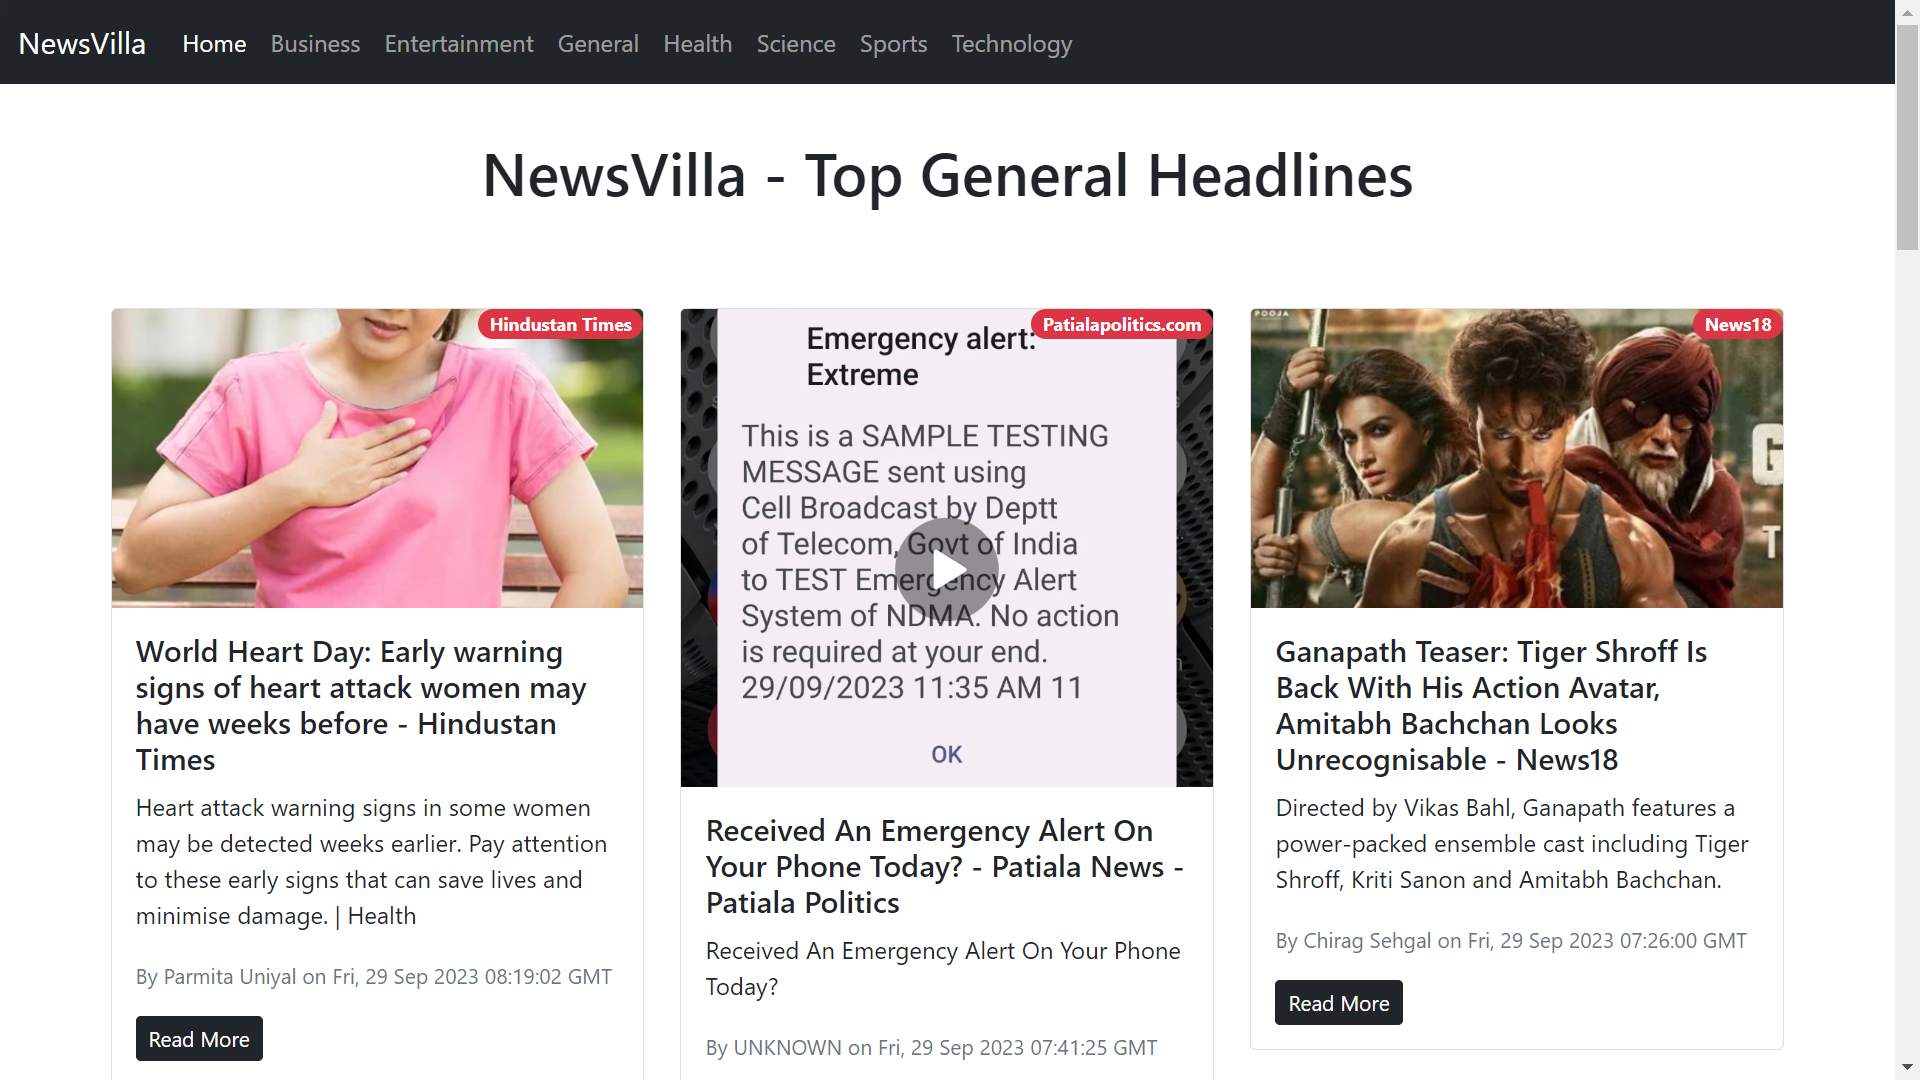 NewsVilla Home Business Entertainment General Health Science Sports Technology
NewsVilla - Top General Headlines
Hindustan Times
World Heart Day: Early warning
signs of heart attack women may
have weeks before - Hindustan
Times
Heart attack warning signs in some women
may be detected weeks earlier. Pay attention
to these early signs that can save lives and
minimise damage. | Health
By Parmita Uniyal on Fri, 29 Sep 2023 08:19:02 GMT
Read More
Patialapolitics.com
Emergency alert:
Extreme
This is a SAMPLE TESTING
MESSAGE sent using
Cell Broadcast by Deptt
of Telecom, Govt of India
to TEST Emergency Alert
System of NDMA. No action
is required at your end.
29/09/2023 11:35 AM 11
OK
Received An Emergency Alert On
Your Phone Today? - Patiala News -
Patiala Politics
Received An Emergency Alert On Your Phone
Today?
By UNKNOWN on Fri, 29 Sep 2023 07:41:25 GMT
POOJA
News18
G
T
Ganapath Teaser: Tiger Shroff Is
Back With His Action Avatar,
Amitabh Bachchan Looks
Unrecognisable - News18
Directed by Vikas Bahl, Ganapath features a
power-packed ensemble cast including Tiger
Shroff, Kriti Sanon and Amitabh Bachchan.
By Chirag Sehgal on Fri, 29 Sep 2023 07:26:00 GMT
Read More